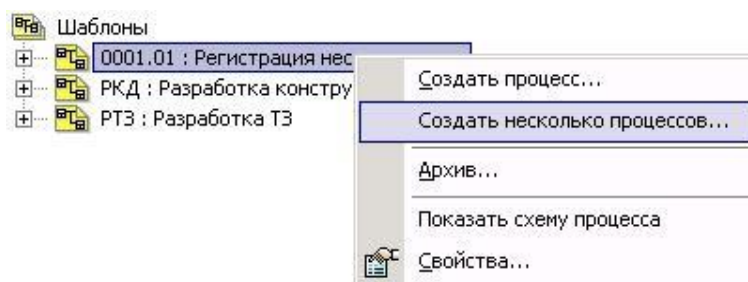 Шаблоны
0001.01 : Регистрация нес
РКД : Разработка констру
РТЗ : Разработка ТЗ
Создать процесс...
Создать несколько процессов...
Архив...
Показать схему процесса
Свойства...